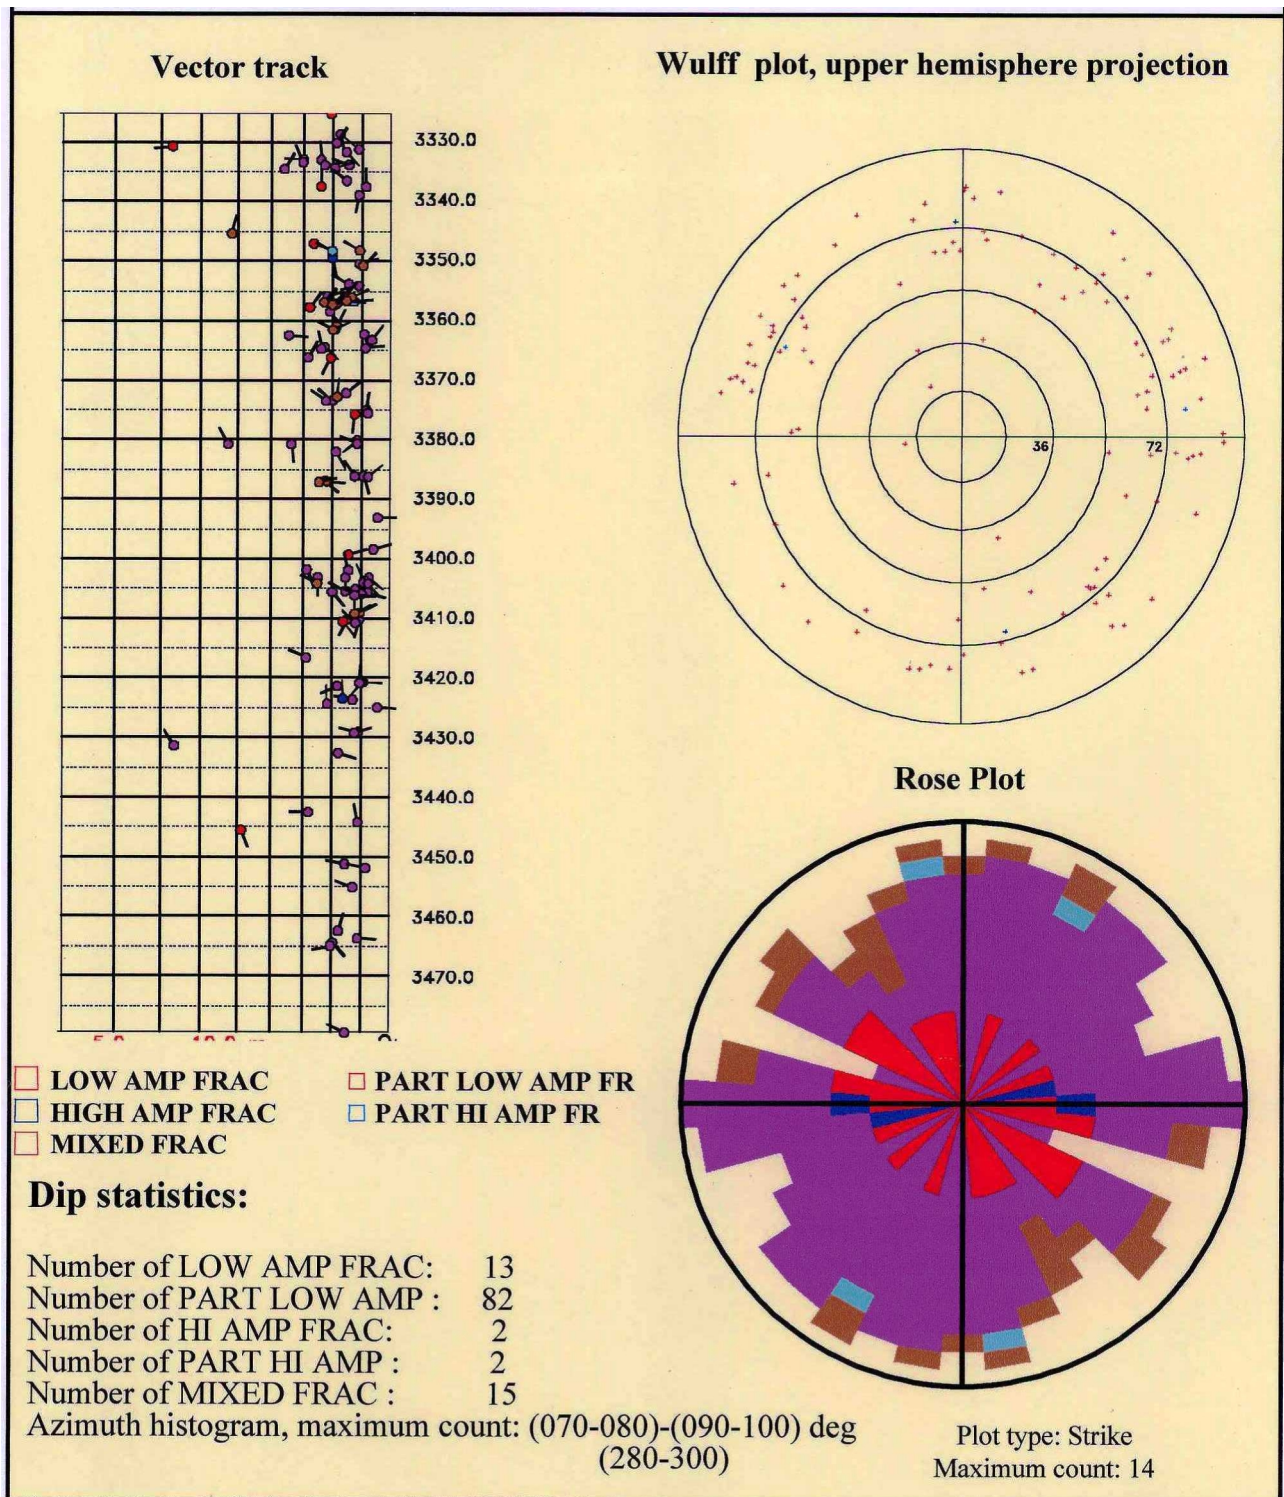 Vector track
Wulff plot, upper hemisphere projection
3330.0
3340.0
3350.0
3360.0
3370.0
3380.0
3390.0
3400.0
3410.0
3420.0
3430.0
3440.0
3450.0
3460.0
3470.0
36
72
Rose Plot
LOW AMP FRAC
PART LOW AMP FR
HIGH AMP FRAC
PART HI AMP FR
MIXED FRAC
Dip statistics:
Number of LOW AMP FRAC: 13
Number of PART LOW AMP : 82
Number of HI AMP FRAC: 2
Number of PART HI AMP : 2
Number of MIXED FRAC : 15
Azimuth histogram, maximum count: (070-080)-(090-100) deg
(280-300)
Plot type: Strike
Maximum count: 14